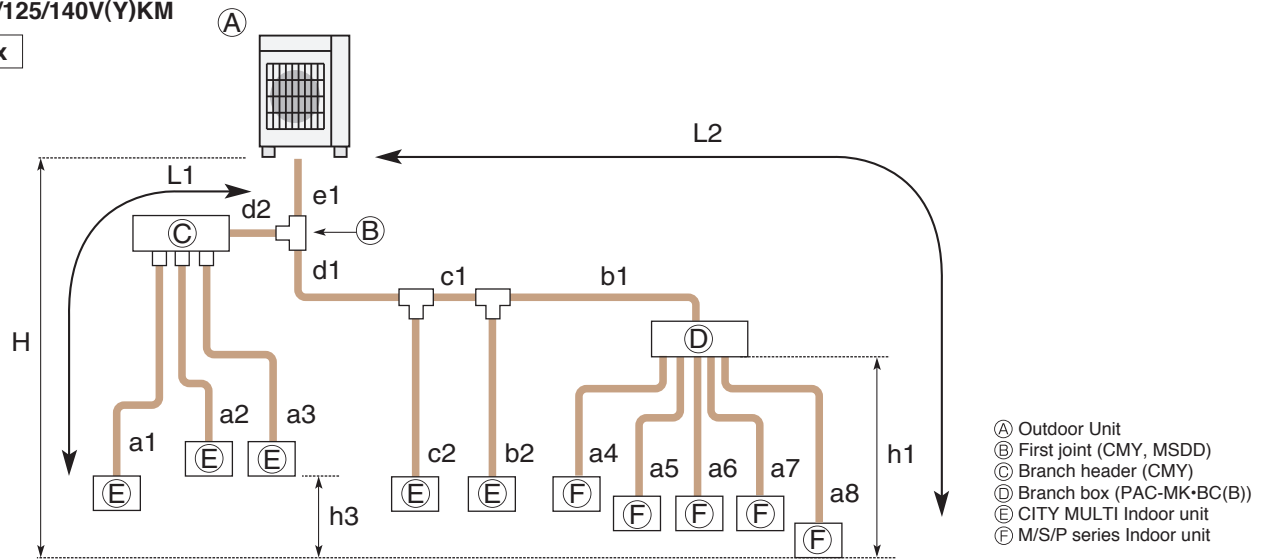 /125/140V(Y)KM
x
Ⓐ
L2
L1
e1
d2
Ⓒ
Ⓑ
d1
c1
b1
H
Ⓓ
a1
a2
a3
c2
b2
a4
a5
a6
a7
a8
h1
h3
Ⓔ Ⓔ Ⓔ Ⓔ Ⓔ Ⓕ Ⓕ Ⓕ Ⓕ Ⓕ
Ⓐ Outdoor Unit
Ⓑ First joint (CMY, MSDD)
Ⓒ Branch header (CMY)
Ⓓ Branch box (PAC-MK•BC(B))
Ⓔ CITY MULTI Indoor unit
Ⓕ M/S/P series Indoor unit